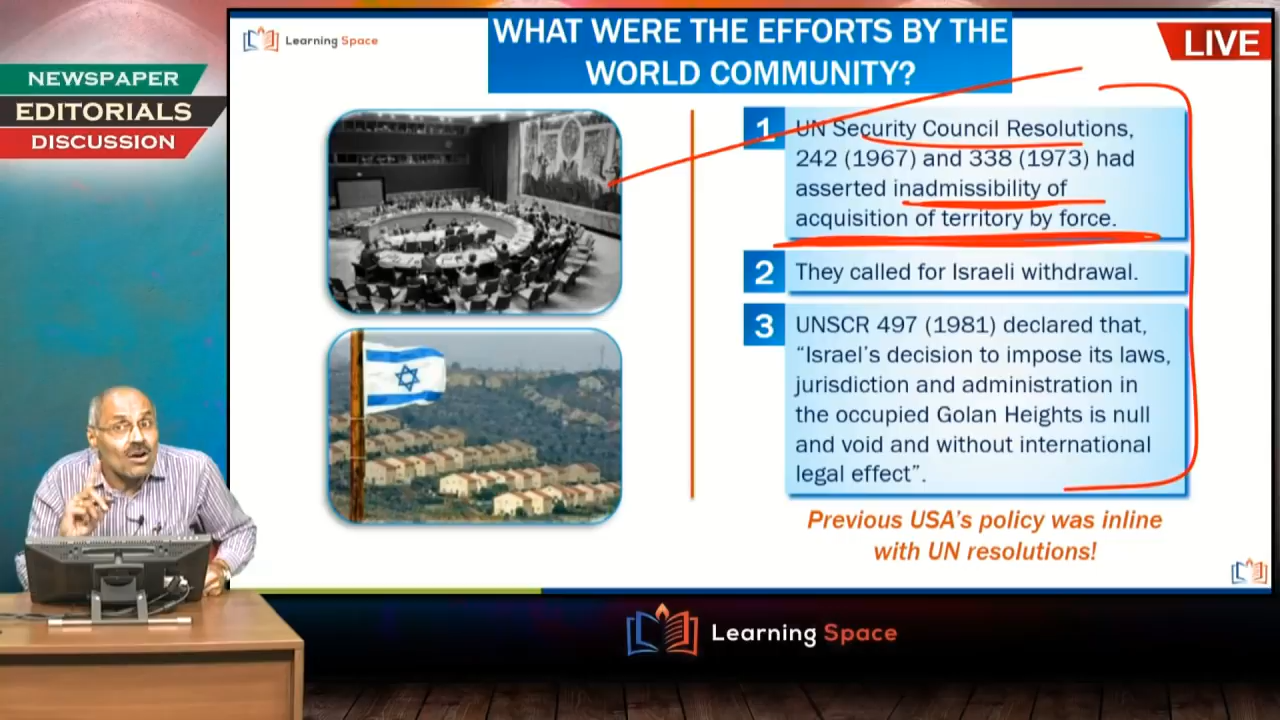 Learning Space
WHAT WERE THE EFFORTS BY THE
WORLD COMMUNITY?
LIVE
NEWSPAPER
EDITORIALS
DISCUSSION
1
UN Security Council Resolutions,
242 (1967) and 338 (1973) had
asserted inadmissibility of
acquisition of territory by force.
2
They called for Israeli withdrawal.
3
UNSCR 497 (1981) declared that,
“Israel’s decision to impose its laws,
jurisdiction and administration in
the occupied Golan Heights is null
and void and without international
legal effect”.
Previous USA’s policy was inline
with UN resolutions!
Learning Space